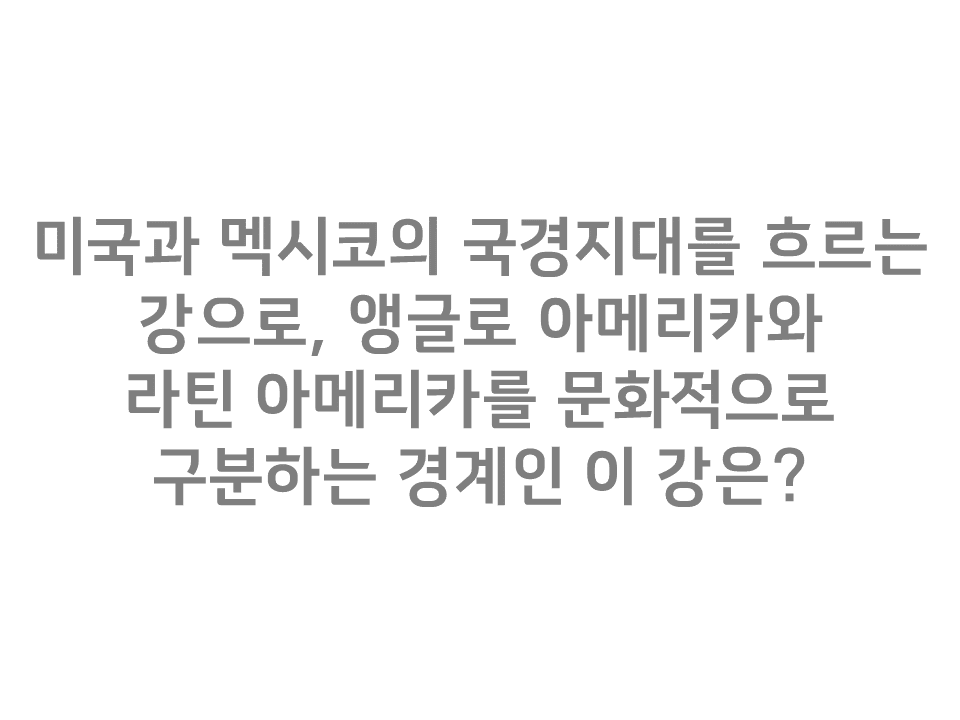 미국과 멕시코의 국경지대를 흐르는
강으로, 앵글로 아메리카와
라틴 아메리카를 문화적으로
구분하는 경계인 이 강은?